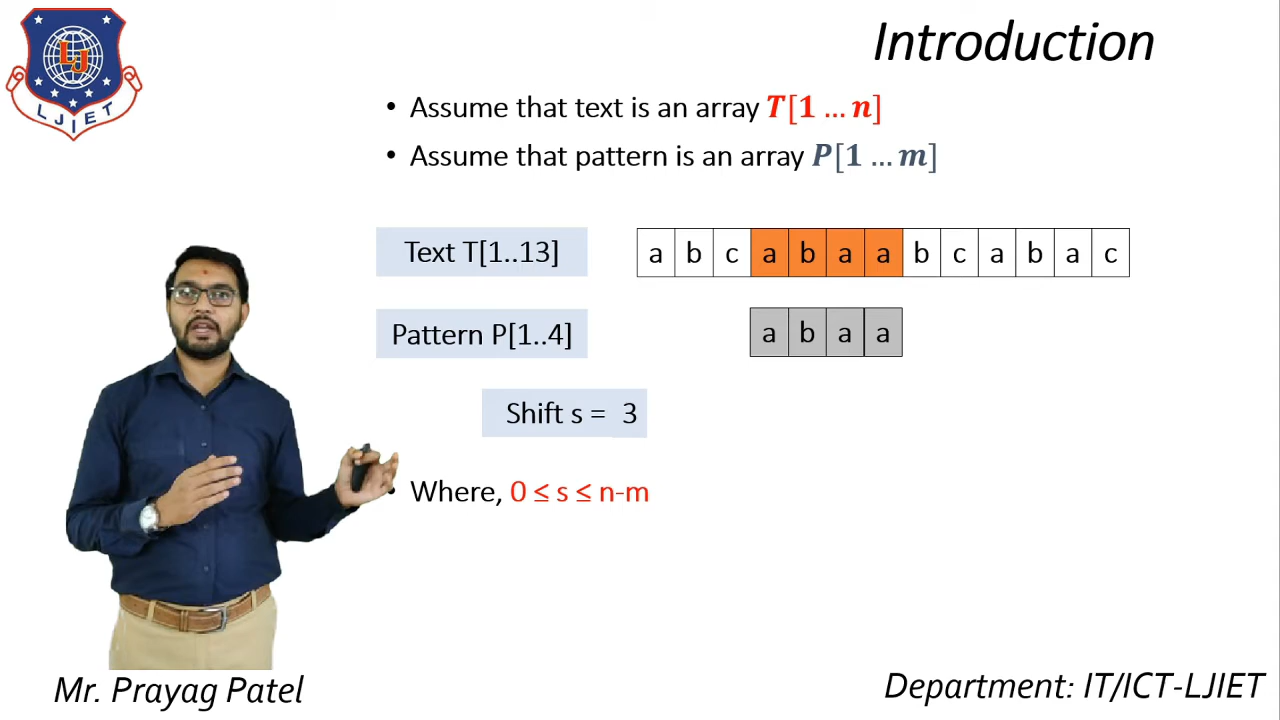 Introduction
LJ
LJIET
• Assume that text is an array T[1 ... n]
• Assume that pattern is an array P[1 ... m]
Text T[1..13] a b c a b a a b c a b a c
Pattern P[1..4] a b a a
Shift s = 3
• Where, 0 ≤ s ≤ n-m
Mr. Prayag Patel
Department: IT/ICT-LJIET